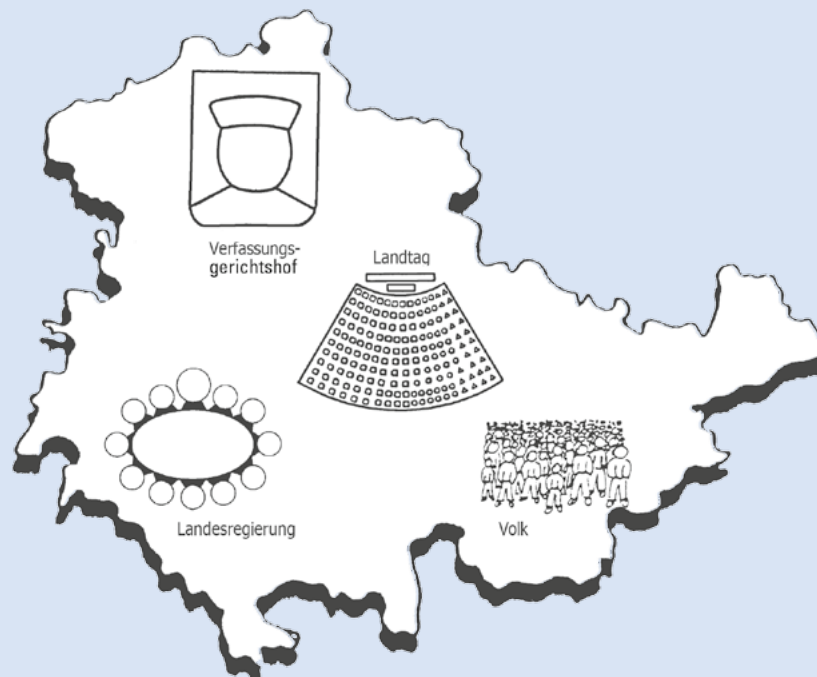 Verfassungs-
gerichtshof
Landtag
Landesregierung
Volk